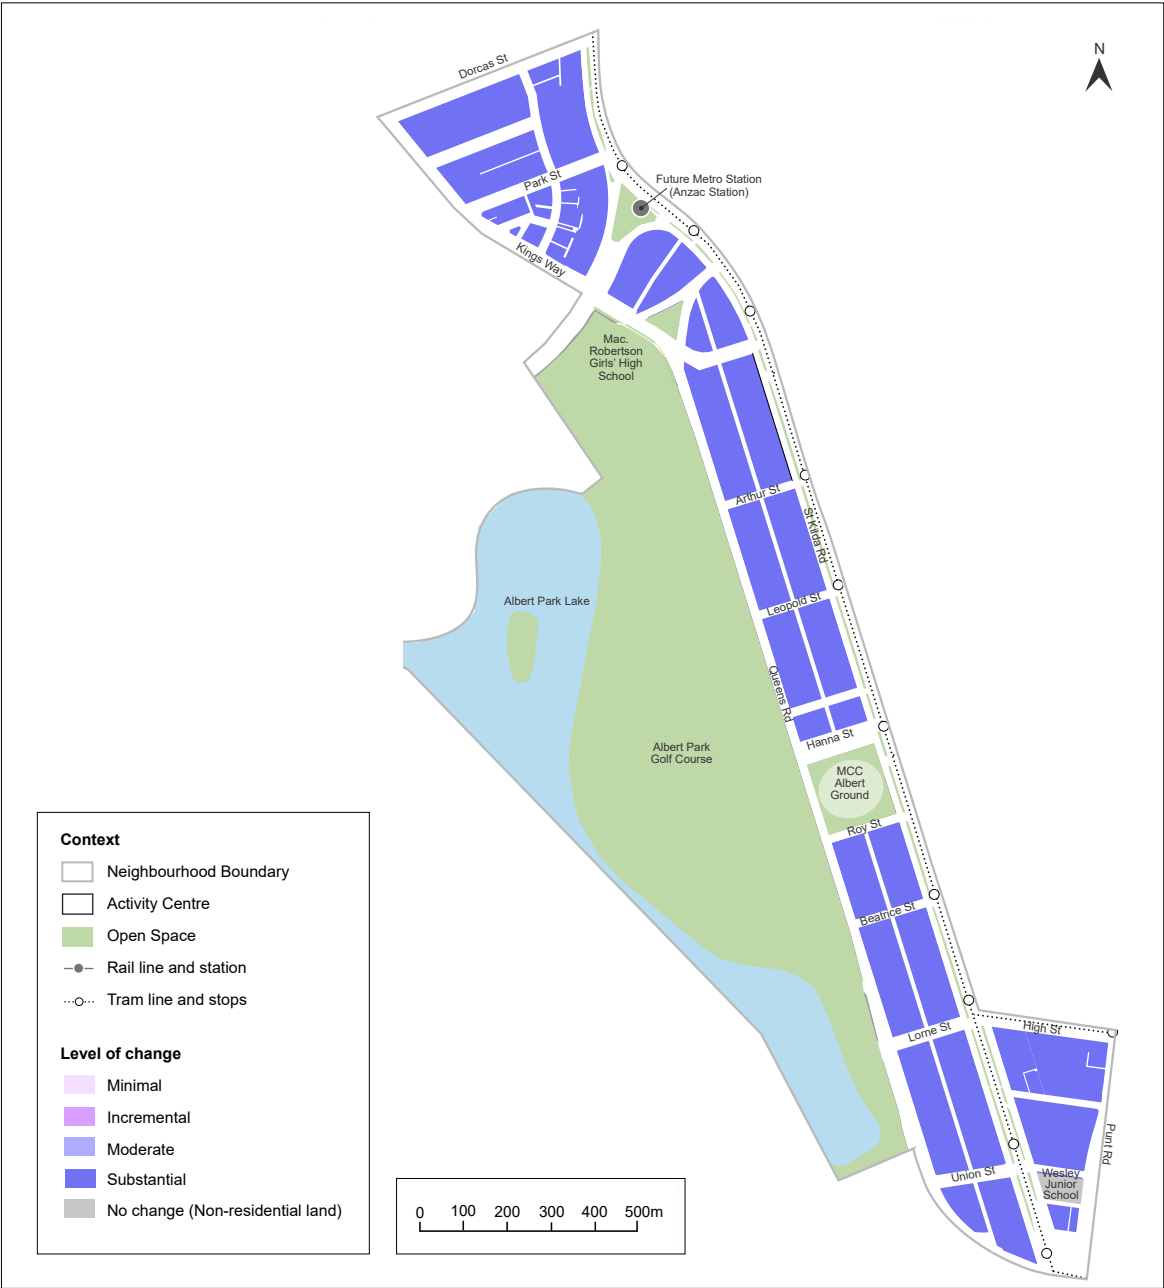 N
Dorcas St
Future Metro Station
(Anzac Station)
Park St
Kings Way
Mac.
Robertson
Girls' High
School
Arthur St
St Kilda Rd
Albert Park Lake
Leopold St
Queens Rd
Hanna St
Albert Park
Golf Course
MCC
Albert
Ground
Roy St
Beatrice St
Lorne St
High St
Punt Rd
Union St
Wesley
Junior
School
Context
Neighbourhood Boundary
Activity Centre
Open Space
Rail line and station
Tram line and stops
Level of change
Minimal
Incremental
Moderate
Substantial
No change (Non-residential land)
0 100 200 300 400 500m